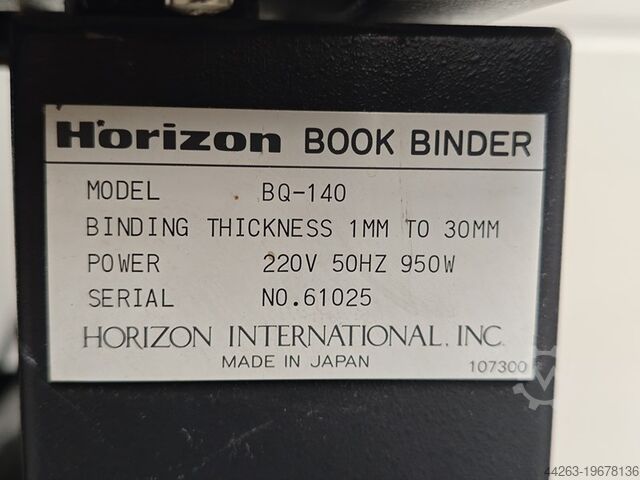 Horizon BOOK BINDER
MODEL BQ-140
BINDING THICKNESS 1MM TO 30MM
POWER 220V 50HZ 950W
SERIAL NO.61025
HORIZON INTERNATIONAL, INC.
MADE IN JAPAN 107300
44263-19678136